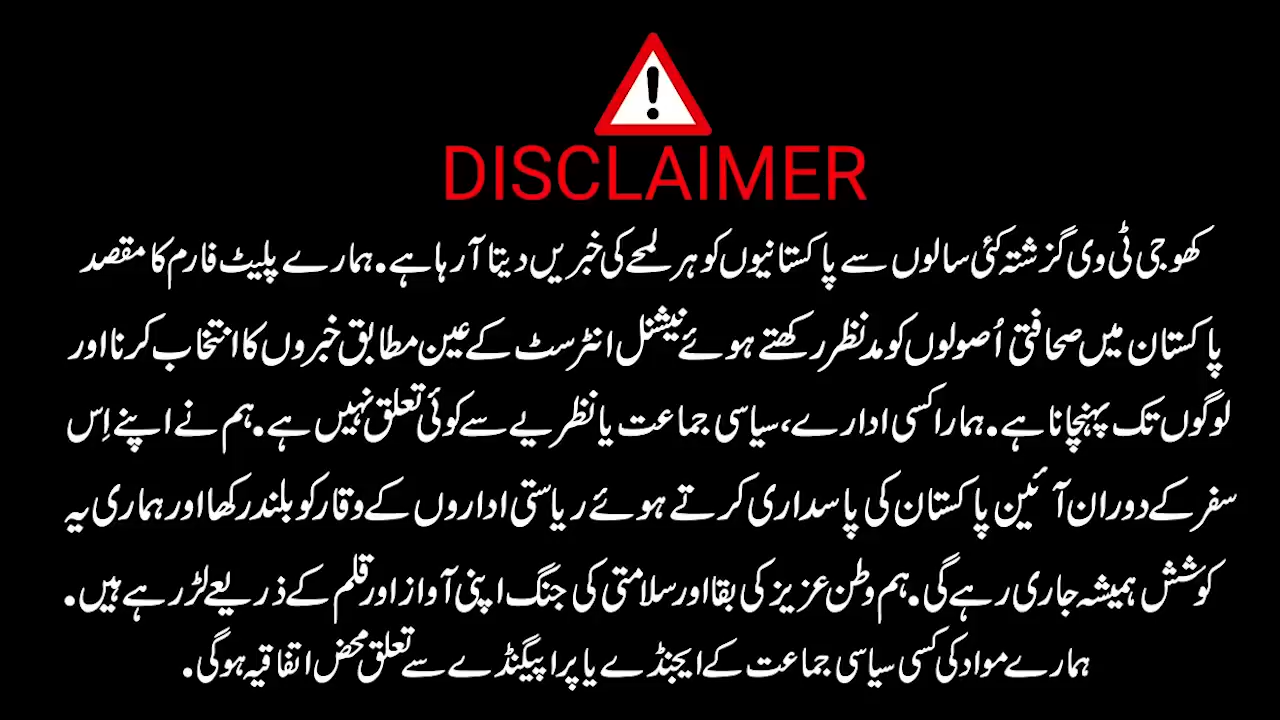 DISCLAIMER
کھوجی ٹی وی گزشتہ کئی سالوں سے پاکستانیوں کو ہر لمحے کی خبریں دیتا آ رہا ہے۔ ہمارے پلیٹ فارم کا مقصد
پاکستان میں صحافتی اُصولوں کو مدنظر رکھتے ہوئے نیشنل انٹرسٹ کے عین مطابق خبروں کا انتخاب کرنا اور
لوگوں تک پہنچانا ہے۔ ہمارا کسی ادارے، سیاسی جماعت یا نظریے سے کوئی تعلق نہیں ہے۔ ہم نے اپنے اِس
سفر کے دوران آئین پاکستان کی پاسداری کرتے ہوئے ریاستی اداروں کے وقار کو بلند رکھا اور ہماری یہ
کوشش ہمیشہ جاری رہے گی۔ ہم وطن عزیز کی بقا اور سلامتی کی جنگ اپنی آواز اور قلم کے ذریعے لڑ رہے ہیں۔
ہمارے مواد کی کسی سیاسی جماعت کے ایجنڈے یا پراپیگنڈے سے تعلق محض اتفاقیہ ہوگی۔